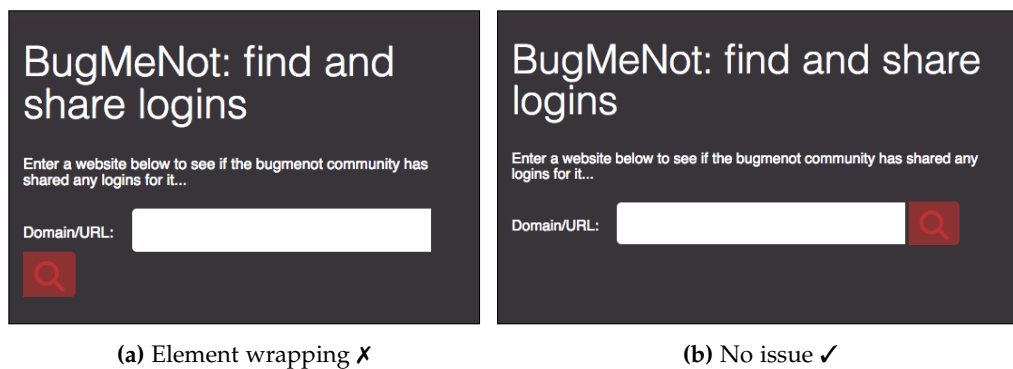 BugMeNot: find and
share logins
Enter a website below to see if the bugmenot community has
shared any logins for it...
Domain/URL:
(a) Element wrapping ✗
BugMeNot: find and share
logins
Enter a website below to see if the bugmenot community has shared any
logins for it...
Domain/URL:
(b) No issue ✓